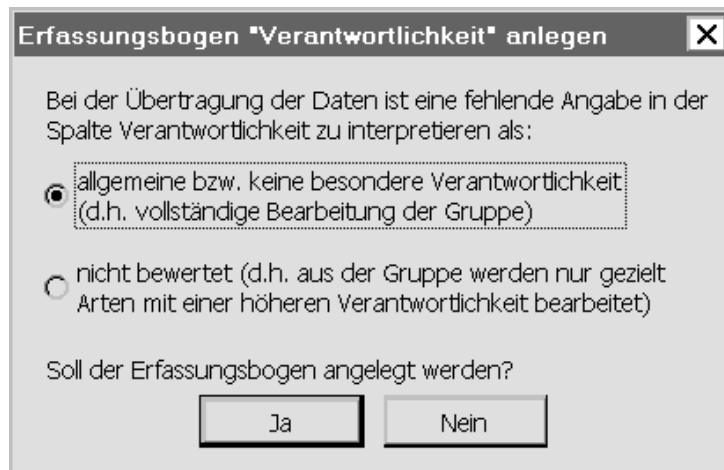 Erfassungsbogen "Verantwortlichkeit" anlegen
Bei der Übertragung der Daten ist eine fehlende Angabe in der
Spalte Verantwortlichkeit zu interpretieren als:
allgemeine bzw. keine besondere Verantwortlichkeit
(d.h. vollständige Bearbeitung der Gruppe)
nicht bewertet (d.h. aus der Gruppe werden nur gezielt
Arten mit einer höheren Verantwortlichkeit bearbeitet)
Soll der Erfassungsbogen angelegt werden?
Ja Nein